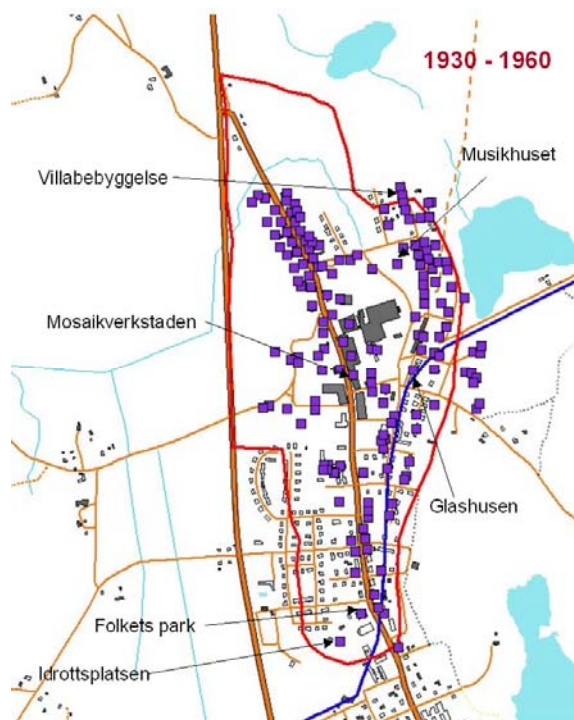 1930 - 1960
Musikhuset
Villabebyggelse
Mosaikverkstaden
Glashusen
Folkets park
Idrottsplatsen